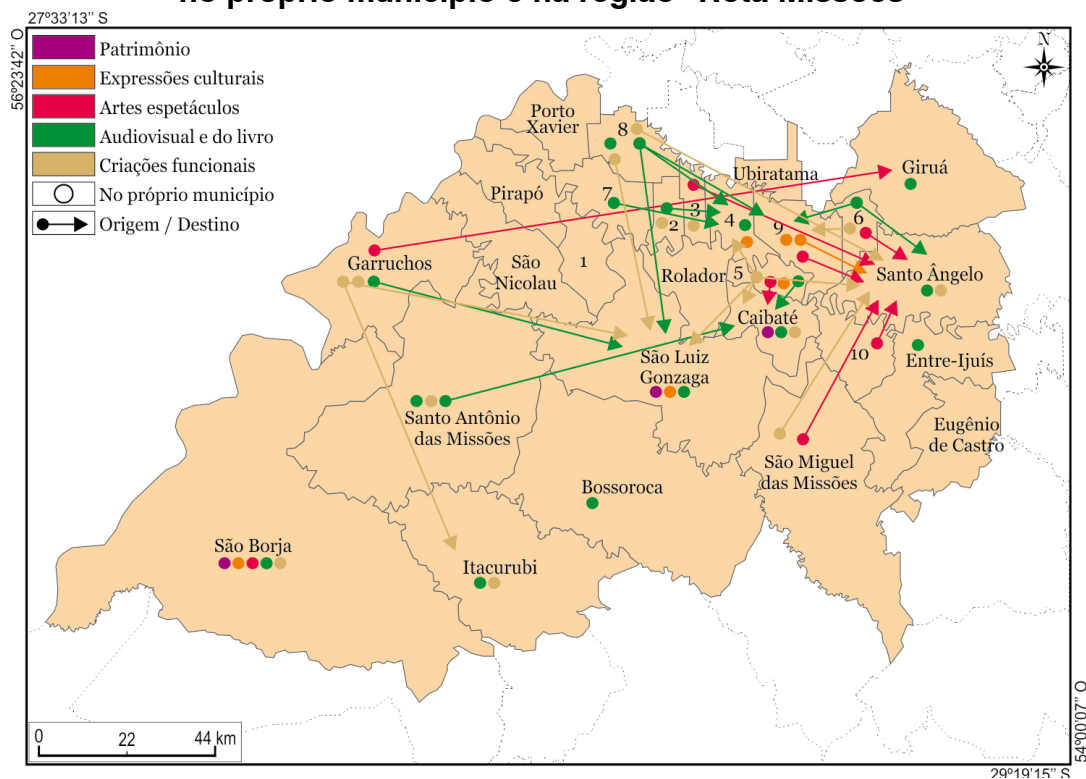 no próprio município e na região "Rota Missões"
27º33'13'' S
56º23'42'' O
Patrimônio
Expressões culturais
Artes espetáculos
Audiovisual e do livro
Criações funcionais
No próprio município
Origem / Destino
N
Porto
Xavier
8
Giruá
Ubiratama
Pirapó
7
3
2
4
9
6
Garruchos
São
Nicolau
1
Rolador
5
Santo Ângelo
Caibaté
São Luiz
Gonzaga
10
Entre-Ijuís
Santo Antônio
das Missões
Eugênio
de Castro
São Miguel
das Missões
Bossoroca
São Borja
Itacurubi
0
22
44 km
54º00'07'' O
29º19'15'' S